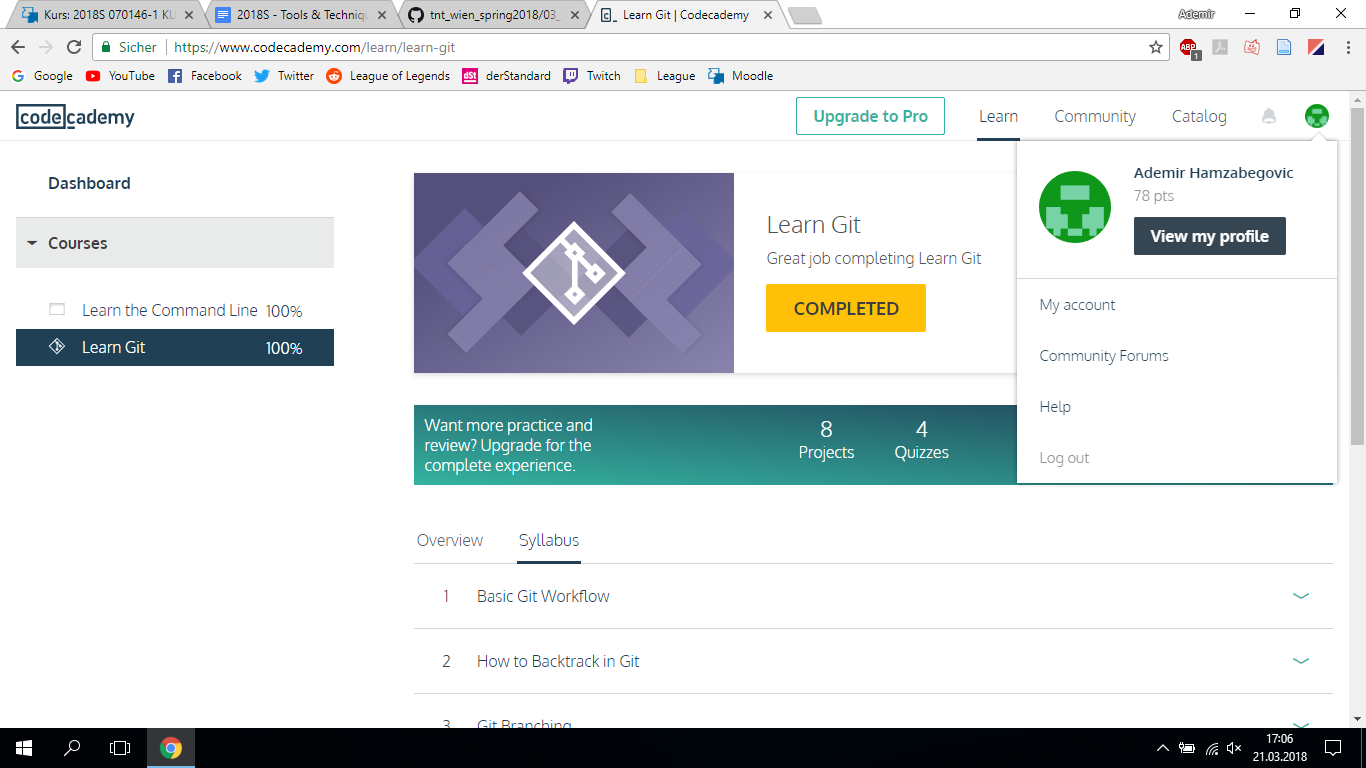 Kurs: 2018S 070146-1 KU
2018S - Tools & Techniqu
tnt_wien_spring2018/03_
Learn Git | Codecademy
Ademir
Sicher
https://www.codecademy.com/learn/learn-git
ABP
1
Google
YouTube
Facebook
Twitter
League of Legends
dSt
derStandard
Twitch
League
Moodle
codecademy
Upgrade to Pro
Learn
Community
Catalog
Dashboard
Courses
Learn the Command Line 100%
Learn Git 100%
Learn Git
Great job completing Learn Git
COMPLETED
Ademir Hamzabegovic
78 pts
View my profile
My account
Community Forums
Help
Log out
Want more practice and
review? Upgrade for the
complete experience.
8
Projects
4
Quizzes
Overview
Syllabus
1 Basic Git Workflow
2 How to Backtrack in Git
3 Git Branching
17:06
21.03.2018